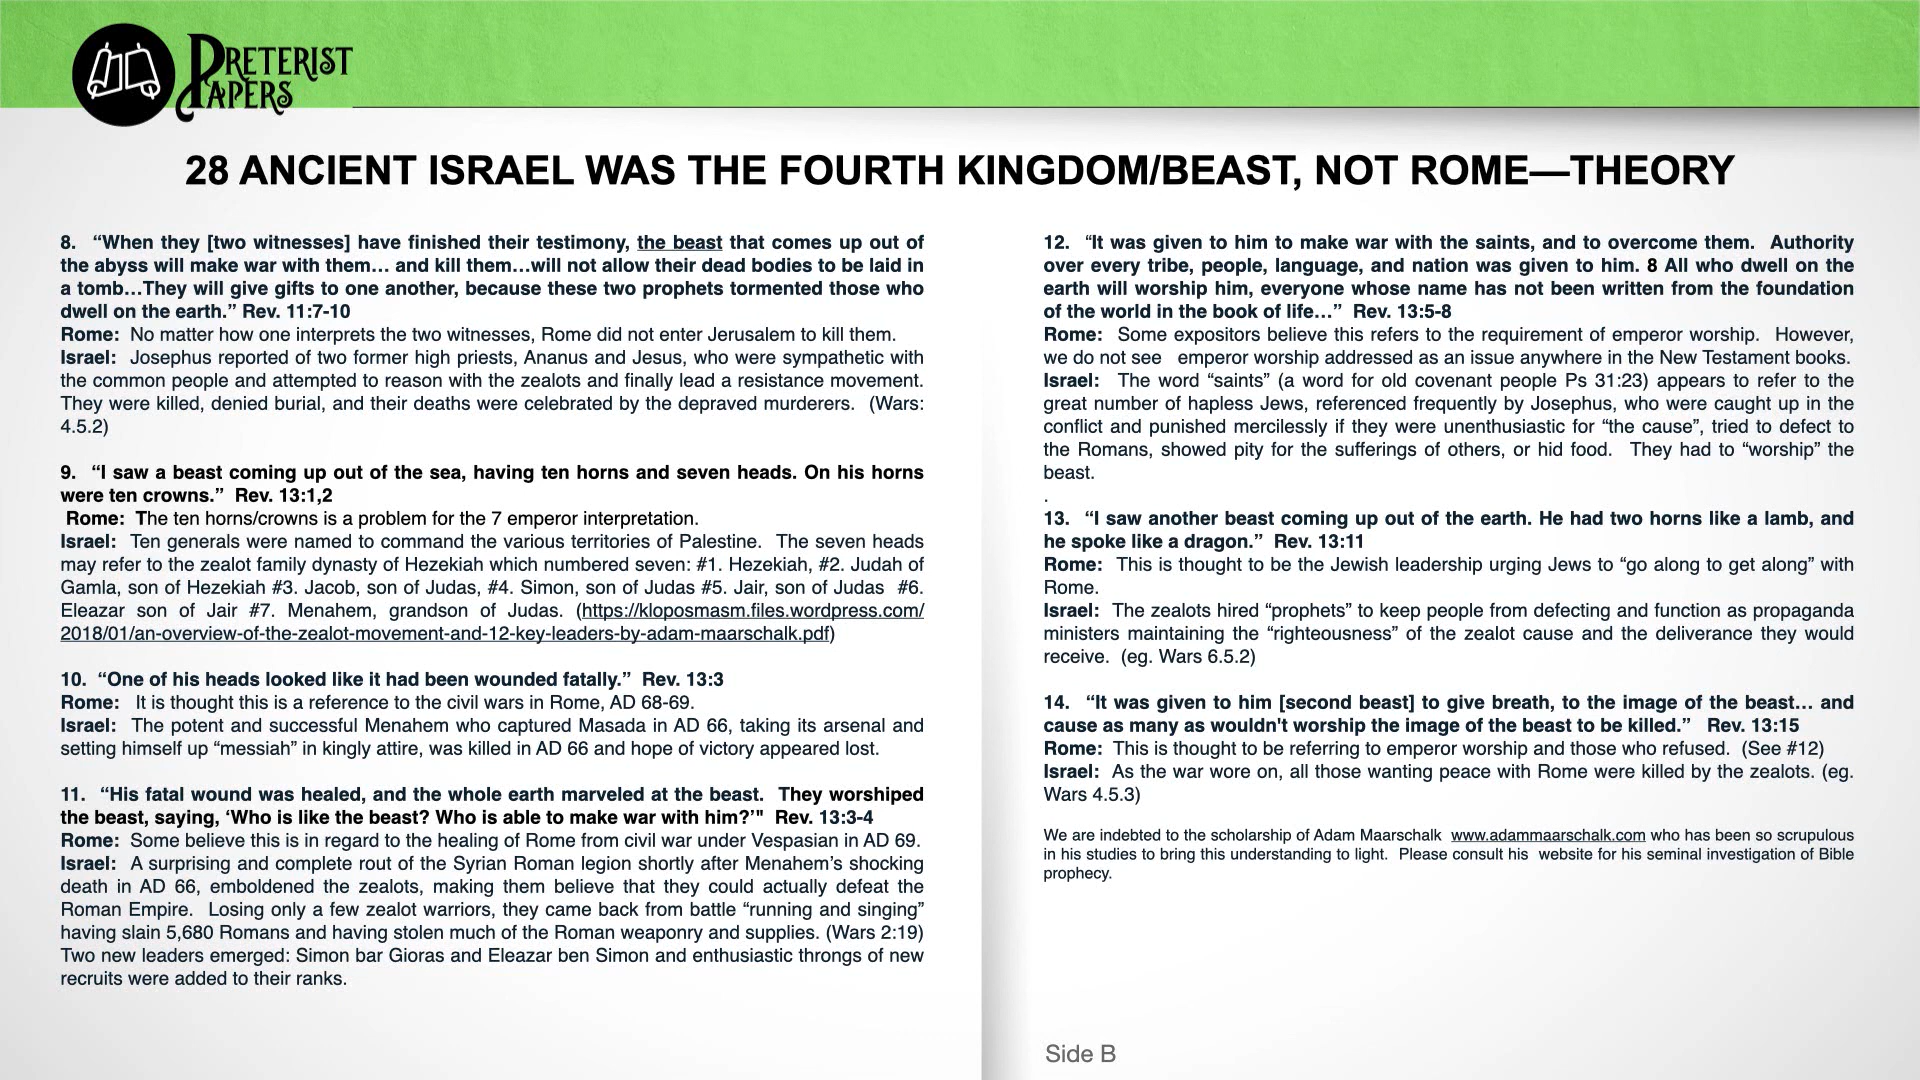 PRETERIST
PAPERS
28 ANCIENT ISRAEL WAS THE FOURTH KINGDOM/BEAST, NOT ROME—THEORY
8. “When they [two witnesses] have finished their testimony, the beast that comes up out of
the abyss will make war with them… and kill them…will not allow their dead bodies to be laid in
a tomb…They will give gifts to one another, because these two prophets tormented those who
dwell on the earth.” Rev. 11:7-10
Rome: No matter how one interprets the two witnesses, Rome did not enter Jerusalem to kill them.
Israel: Josephus reported of two former high priests, Ananus and Jesus, who were sympathetic with
the common people and attempted to reason with the zealots and finally lead a resistance movement.
They were killed, denied burial, and their deaths were celebrated by the depraved murderers. (Wars:
4.5.2)
9. “I saw a beast coming up out of the sea, having ten horns and seven heads. On his horns
were ten crowns.” Rev. 13:1,2
Rome: The ten horns/crowns is a problem for the 7 emperor interpretation.
Israel: Ten generals were named to command the various territories of Palestine. The seven heads
may refer to the zealot family dynasty of Hezekiah which numbered seven: #1. Hezekiah, #2. Judah of
Gamla, son of Hezekiah #3. Jacob, son of Judas, #4. Simon, son of Judas #5. Jair, son of Judas #6.
Eleazar son of Jair #7. Menahem, grandson of Judas. (https://kloposmasm.files.wordpress.com/
2018/01/an-overview-of-the-zealot-movement-and-12-key-leaders-by-adam-maarschalk.pdf)
10. “One of his heads looked like it had been wounded fatally.” Rev. 13:3
Rome: It is thought this is a reference to the civil wars in Rome, AD 68-69.
Israel: The potent and successful Menahem who captured Masada in AD 66, taking its arsenal and
setting himself up “messiah” in kingly attire, was killed in AD 66 and hope of victory appeared lost.
11. “His fatal wound was healed, and the whole earth marveled at the beast. They worshiped
the beast, saying, ‘Who is like the beast? Who is able to make war with him?’" Rev. 13:3-4
Rome: Some believe this is in regard to the healing of Rome from civil war under Vespasian in AD 69.
Israel: A surprising and complete rout of the Syrian Roman legion shortly after Menahem’s shocking
death in AD 66, emboldened the zealots, making them believe that they could actually defeat the
Roman Empire. Losing only a few zealot warriors, they came back from battle “running and singing”
having slain 5,680 Romans and having stolen much of the Roman weaponry and supplies. (Wars 2:19)
Two new leaders emerged: Simon bar Gioras and Eleazar ben Simon and enthusiastic throngs of new
recruits were added to their ranks.
12. “It was given to him to make war with the saints, and to overcome them. Authority
over every tribe, people, language, and nation was given to him. 8 All who dwell on the
earth will worship him, everyone whose name has not been written from the foundation
of the world in the book of life…” Rev. 13:5-8
Rome: Some expositors believe this refers to the requirement of emperor worship. However,
we do not see emperor worship addressed as an issue anywhere in the New Testament books.
Israel: The word “saints” (a word for old covenant people Ps 31:23) appears to refer to the
great number of hapless Jews, referenced frequently by Josephus, who were caught up in the
conflict and punished mercilessly if they were unenthusiastic for “the cause”, tried to defect to
the Romans, showed pity for the sufferings of others, or hid food. They had to “worship” the
beast.
.
13. “I saw another beast coming up out of the earth. He had two horns like a lamb, and
he spoke like a dragon.” Rev. 13:11
Rome: This is thought to be the Jewish leadership urging Jews to “go along to get along” with
Rome.
Israel: The zealots hired “prophets” to keep people from defecting and function as propaganda
ministers maintaining the “righteousness” of the zealot cause and the deliverance they would
receive. (eg. Wars 6.5.2)
14. “It was given to him [second beast] to give breath, to the image of the beast… and
cause as many as wouldn't worship the image of the beast to be killed.” Rev. 13:15
Rome: This is thought to be referring to emperor worship and those who refused. (See #12)
Israel: As the war wore on, all those wanting peace with Rome were killed by the zealots. (eg.
Wars 4.5.3)
We are indebted to the scholarship of Adam Maarschalk www.adammaarschalk.com who has been so scrupulous
in his studies to bring this understanding to light. Please consult his website for his seminal investigation of Bible
prophecy.
Side B